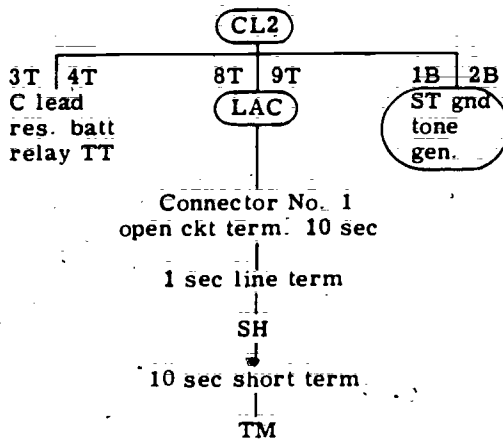 CL2
3T 4T 8T 9T 1B 2B
C lead LAC ST gnd
res. batt tone
relay TT gen.
Connector No. 1
open ckt term. 10 sec
1 sec line term
SH
10 sec short term
TM